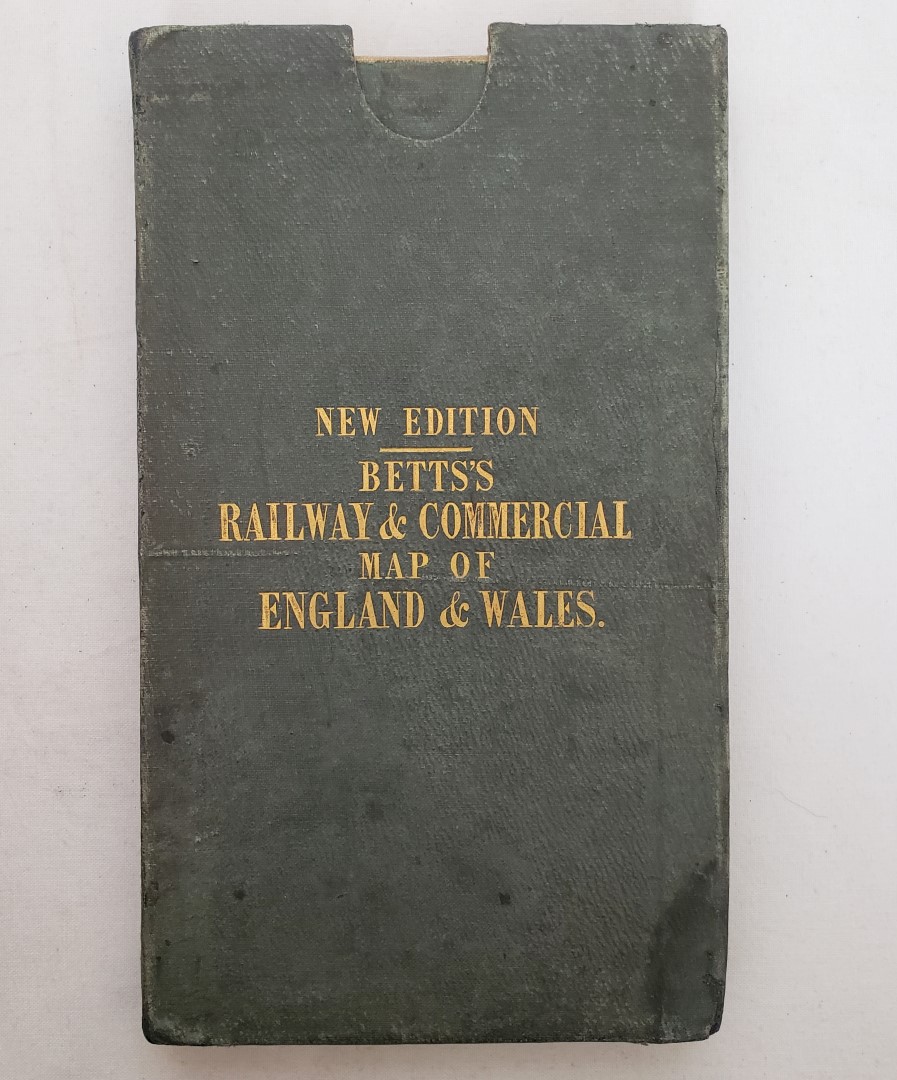 NEW EDITION
BETTS'S
RAILWAY & COMMERCIAL
MAP OF
ENGLAND & WALES.